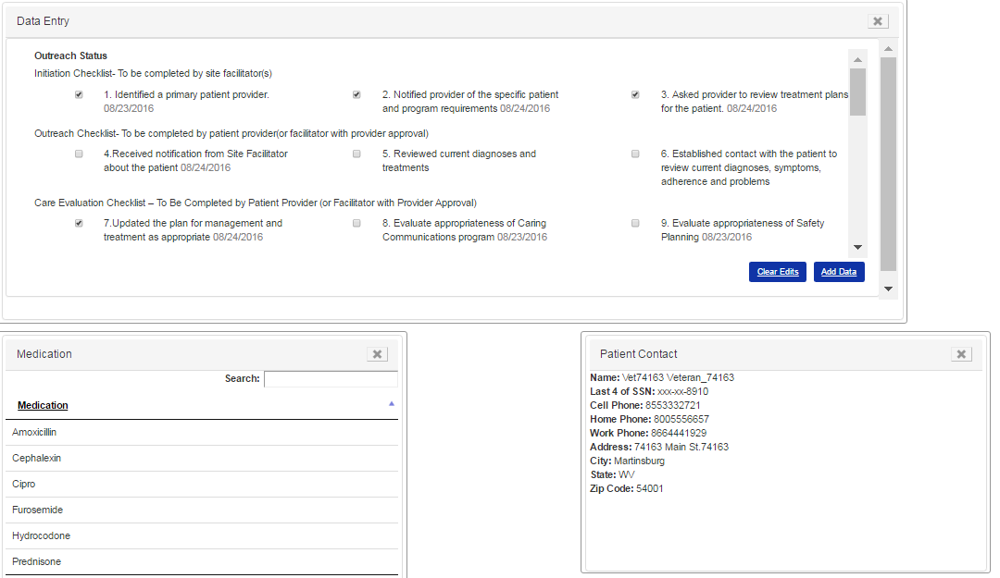 Data Entry
Outreach Status
Initiation Checklist- To be completed by site facilitator(s)
1. Identified a primary patient provider.
08/23/2016
2. Notified provider of the specific patient
and program requirements 08/24/2016
3. Asked provider to review treatment plans
for the patient. 08/24/2016
Outreach Checklist- To be completed by patient provider(or facilitator with provider approval)
4.Received notification from Site Facilitator
about the patient 08/24/2016
5. Reviewed current diagnoses and
treatments
6. Established contact with the patient to
review current diagnoses, symptoms,
adherence and problems
Care Evaluation Checklist – To Be Completed by Patient Provider (or Facilitator with Provider Approval)
7.Updated the plan for management and
treatment as appropriate 08/24/2016
8. Evaluate appropriateness of Caring
Communications program 08/23/2016
9. Evaluate appropriateness of Safety
Planning 08/23/2016
Clear Edits
Add Data
Medication
Search:
Medication
Amoxicillin
Cephalexin
Cipro
Furosemide
Hydrocodone
Prednisone
Patient Contact
Name: Vet74163 Veteran_74163
Last 4 of SSN: xxx-xx-8910
Cell Phone: 8553332721
Home Phone: 8005556657
Work Phone: 8664441929
Address: 74163 Main St.74163
City: Martinsburg
State: WV
Zip Code: 54001